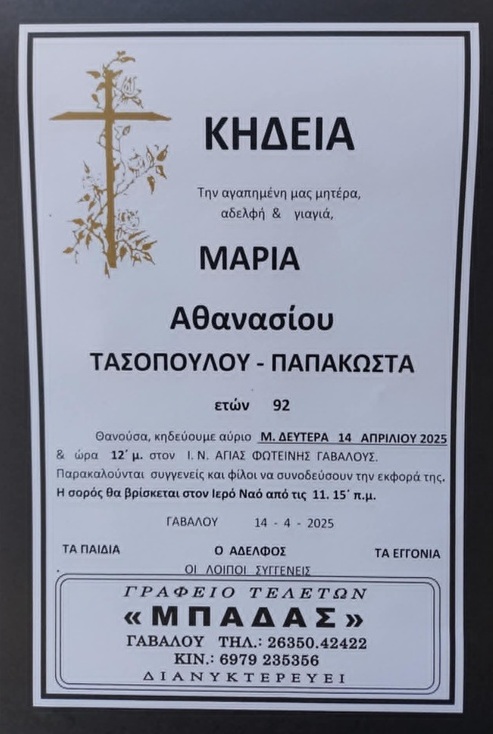 ΚΗΔΕΙΑ
Την αγαπημένη μας μητέρα,
αδελφή & γιαγιά,
ΜΑΡΙΑ
Αθανασίου
ΤΑΣΟΠΟΥΛΟΥ - ΠΑΠΑΚΩΣΤΑ
ετών 92
Θανούσα, κηδεύουμε αύριο Μ. ΔΕΥΤΕΡΑ 14 ΑΠΡΙΛΙΟΥ 2025
& ώρα 12΄ μ. στον Ι. Ν. ΑΓΙΑΣ ΦΩΤΕΙΝΗΣ ΓΑΒΑΛΟΥΣ.
Παρακαλούνται συγγενείς και φίλοι να συνοδεύσουν την εκφορά της.
Η σορός θα βρίσκεται στον Ιερό Ναό από τις 11. 15΄ π.μ.
ΓΑΒΑΛΟΥ 14 - 4 - 2025
ΤΑ ΠΑΙΔΙΑ Ο ΑΔΕΛΦΟΣ ΤΑ ΕΓΓΟΝΙΑ
ΟΙ ΛΟΙΠΟΙ ΣΥΓΓΕΝΕΙΣ
ΓΡΑΦΕΙΟ ΤΕΛΕΤΩΝ
«ΜΠΑΔΑΣ»
ΓΑΒΑΛΟΥ ΤΗΛ.: 26350.42422
ΚΙΝ.: 6979 235356
ΔΙΑΝΥΚΤΕΡΕΥΕΙ